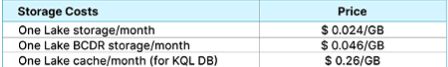 Storage Costs Price
One Lake storage/month $ 0.024/GB
One Lake BCDR storage/month $ 0.046/GB
One Lake cache/month (for KQL DB) $ 0.26/GB